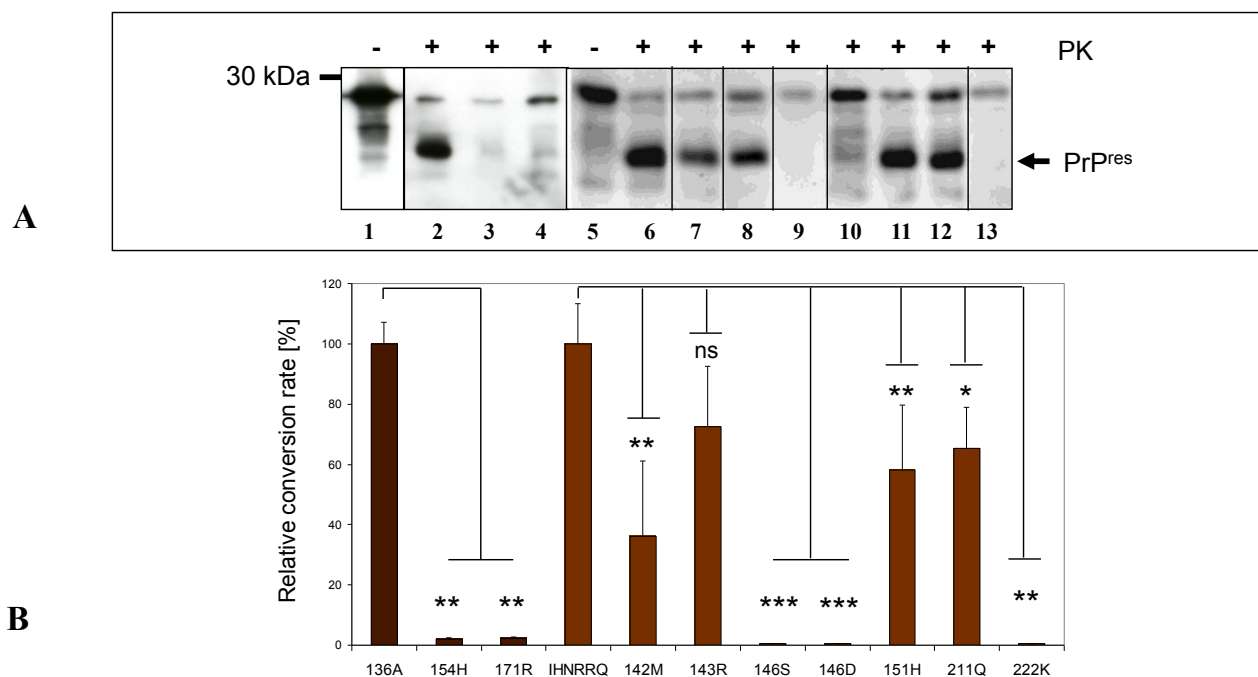 - + + + - + + + + + + + + PK
30 kDa
PrPres
A
1 2 3 4 5 6 7 8 9 10 11 12 13
B
Relative conversion rate [%]
120
100
80
60
40
20
0
ns
** *
**
** ** *** *** **
136A 154H 171R IHNRRQ 142M 143R 146S 146D 151H 211Q 222K